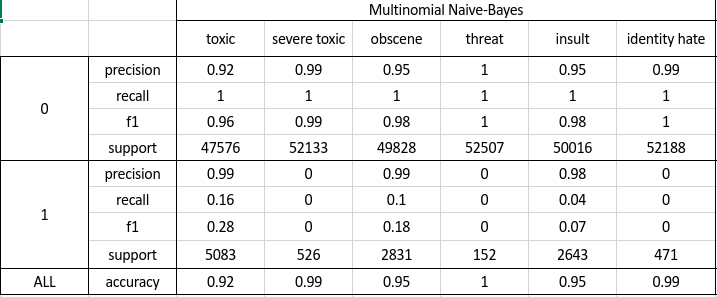 Multinomial Naive-Bayes
toxic severe toxic obscene threat insult identity hate
precision 0.92 0.99 0.95 1 0.95 0.99
recall 1 1 1 1 1 1
0
f1 0.96 0.99 0.98 1 0.98 1
support 47576 52133 49828 52507 50016 52188
precision 0.99 0 0.99 0 0.98 0
recall 0.16 0 0.1 0 0.04 0
1
f1 0.28 0 0.18 0 0.07 0
support 5083 526 2831 152 2643 471
ALL accuracy 0.92 0.99 0.95 1 0.95 0.99